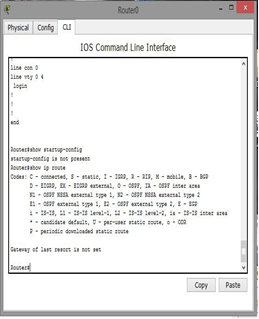 Router0
Physical Config CLI
IOS Command Line Interface
!
line con 0
line vty 0 4
login
!
!
!
end
Router#show startup-config
startup-config is not present
Router#show ip route
Codes: C - connected, S - static, I - IGRP, R - RIP, M - mobile, B - BGP
D - EIGRP, EX - EIGRP external, O - OSPF, IA - OSPF inter area
N1 - OSPF NSSA external type 1, N2 - OSPF NSSA external type 2
E1 - OSPF external type 1, E2 - OSPF external type 2, E - EGP
i - IS-IS, L1 - IS-IS level-1, L2 - IS-IS level-2, ia - IS-IS inter area
* - candidate default, U - per-user static route, o - ODR
P - periodic downloaded static route
Gateway of last resort is not set
Router#
Copy Paste